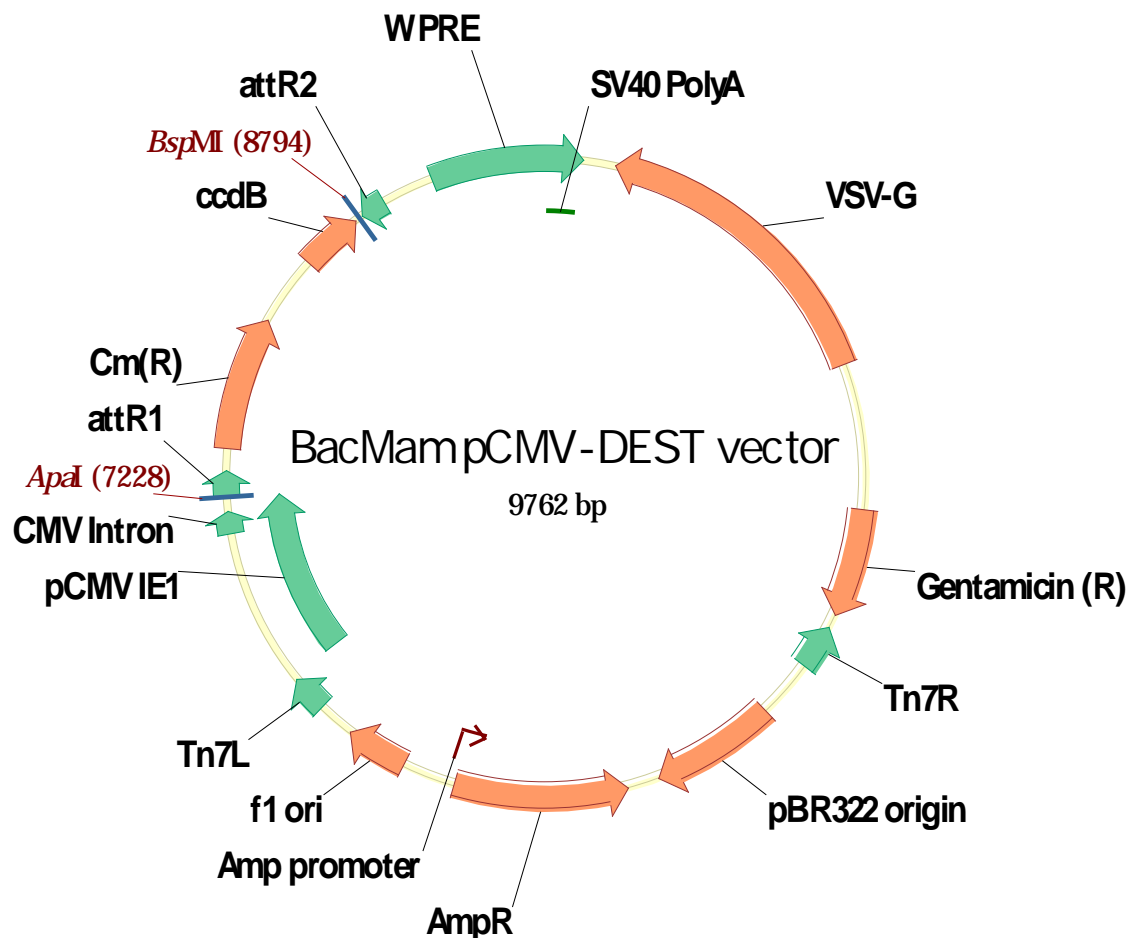 WPRE
attR2
SV40 PolyA
BspMI (8794)
ccdB
VSV-G
Cm(R)
attR1
BacMam pCMV-DEST vector
ApaI (7228)
9762 bp
CMV Intron
pCMV IE1
Gentamicin (R)
Tn7R
Tn7L
f1 ori
pBR322 origin
Amp promoter
AmpR